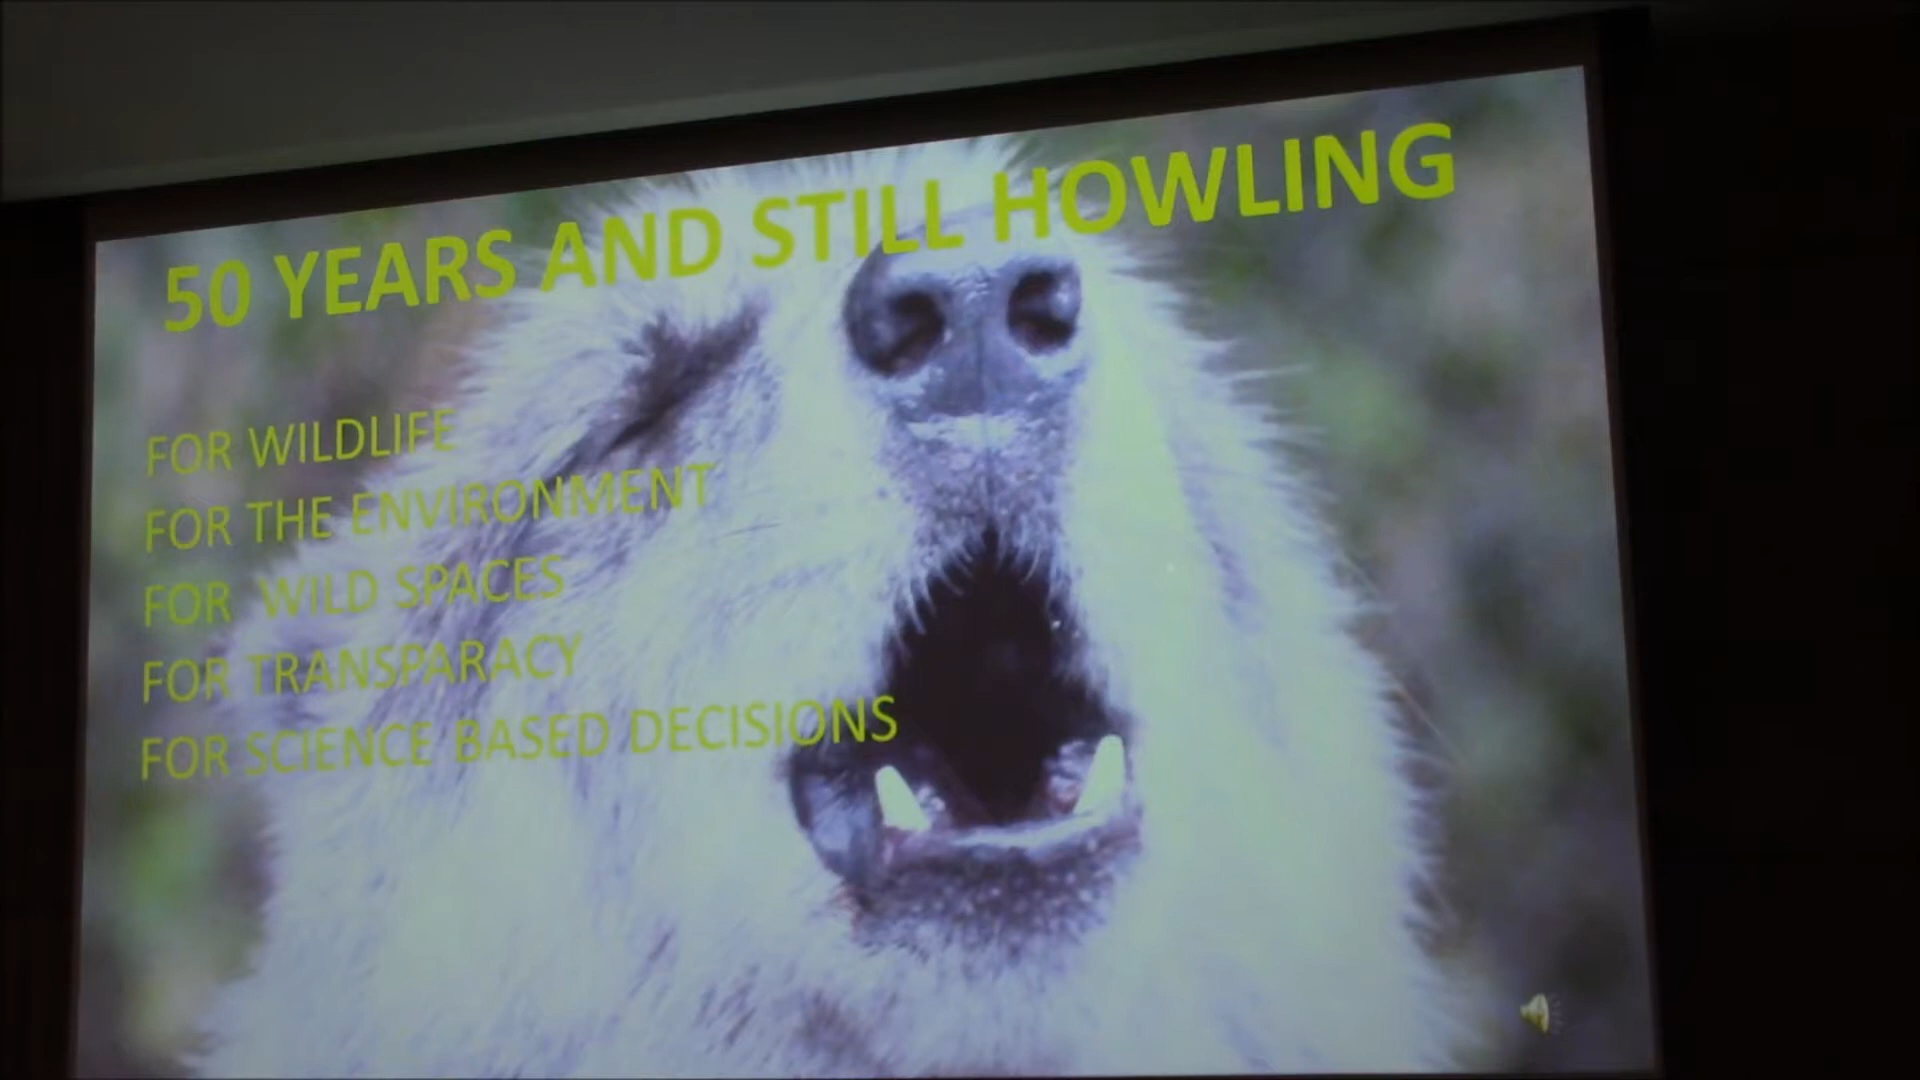 50 YEARS AND STILL HOWLING
FOR WILDLIFE
FOR THE ENVIRONMENT
FOR WILD SPACES
FOR TRANSPARACY
FOR SCIENCE BASED DECISIONS